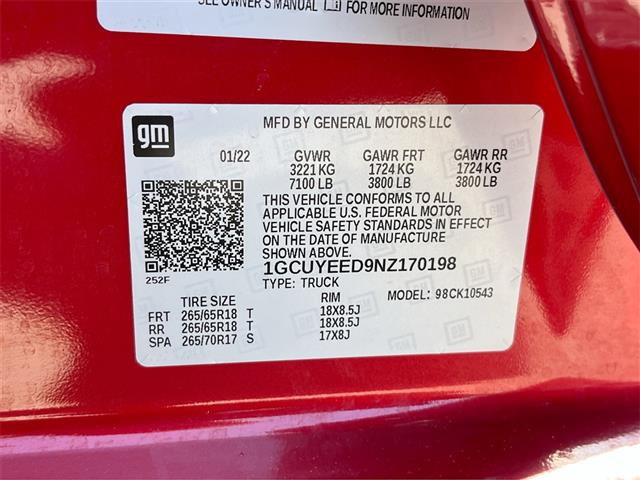 SEE OWNER'S MANUAL FOR MORE INFORMATION
gm
MFD BY GENERAL MOTORS LLC
01/22 GVWR GAWR FRT GAWR RR
3221 KG 1724 KG 1724 KG
7100 LB 3800 LB 3800 LB
THIS VEHICLE CONFORMS TO ALL
APPLICABLE U.S. FEDERAL MOTOR
VEHICLE SAFETY STANDARDS IN EFFECT
ON THE DATE OF MANUFACTURE
SHOWN ABOVE.
252F
1GCUYEED9NZ170198
TYPE: TRUCK
TIRE SIZE RIM MODEL: 98CK10543
FRT 265/65R18 T 18X8.5J
RR 265/65R18 T 18X8.5J
SPA 265/70R17 S 17X8J